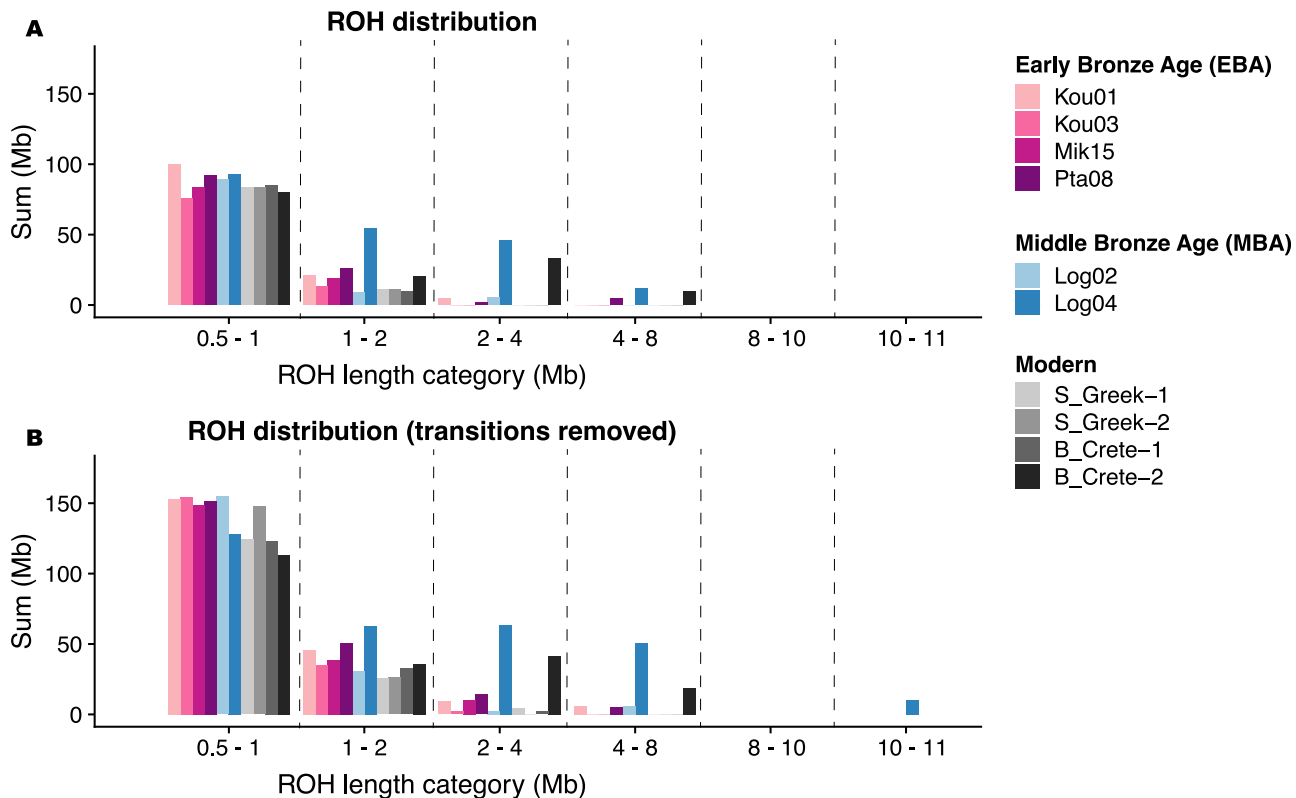 A
ROH distribution
Sum (Mb)
150
100
50
0
0.5 - 1
1 - 2
2 - 4
4 - 8
8 - 10
10 - 11
ROH length category (Mb)
B
ROH distribution (transitions removed)
Sum (Mb)
150
100
50
0
0.5 - 1
1 - 2
2 - 4
4 - 8
8 - 10
10 - 11
ROH length category (Mb)
Early Bronze Age (EBA)
Kou01
Kou03
Mik15
Pta08
Middle Bronze Age (MBA)
Log02
Log04
Modern
S_Greek−1
S_Greek−2
B_Crete−1
B_Crete−2